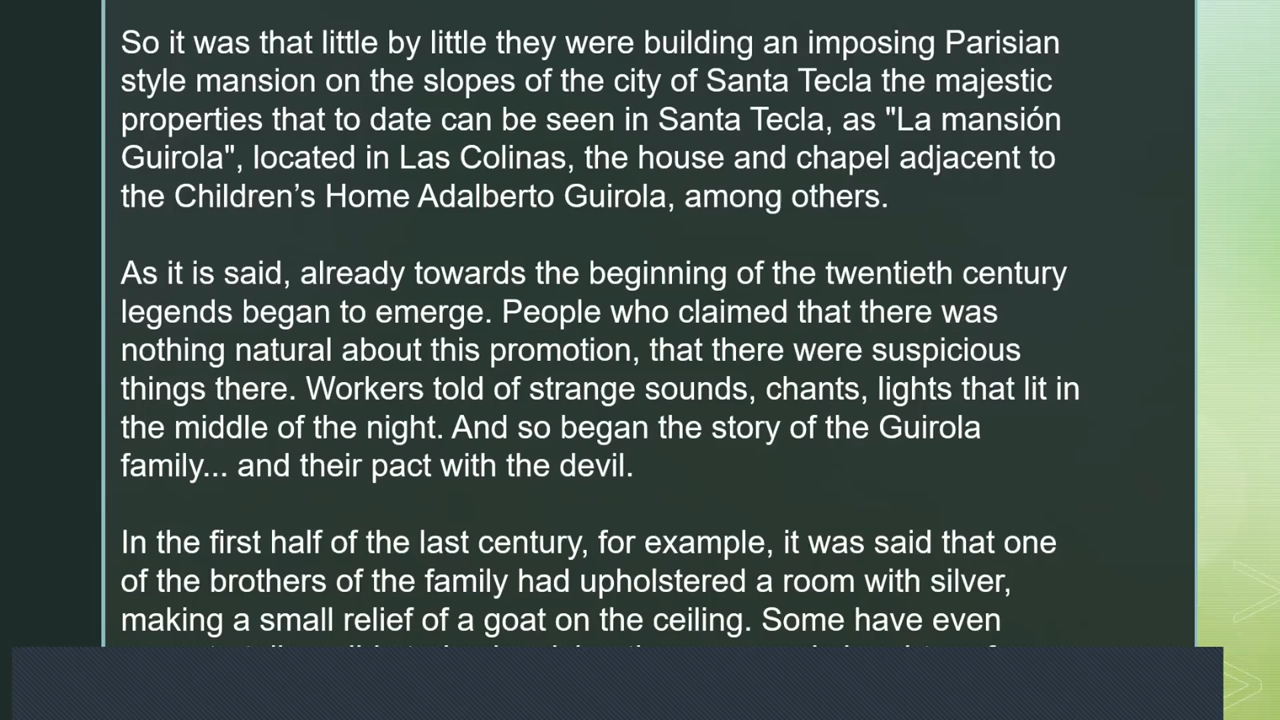 So it was that little by little they were building an imposing Parisian
style mansion on the slopes of the city of Santa Tecla the majestic
properties that to date can be seen in Santa Tecla, as "La mansión
Guirola", located in Las Colinas, the house and chapel adjacent to
the Children’s Home Adalberto Guirola, among others.
As it is said, already towards the beginning of the twentieth century
legends began to emerge. People who claimed that there was
nothing natural about this promotion, that there were suspicious
things there. Workers told of strange sounds, chants, lights that lit in
the middle of the night. And so began the story of the Guirola
family... and their pact with the devil.
In the first half of the last century, for example, it was said that one
of the brothers of the family had upholstered a room with silver,
making a small relief of a goat on the ceiling. Some have even